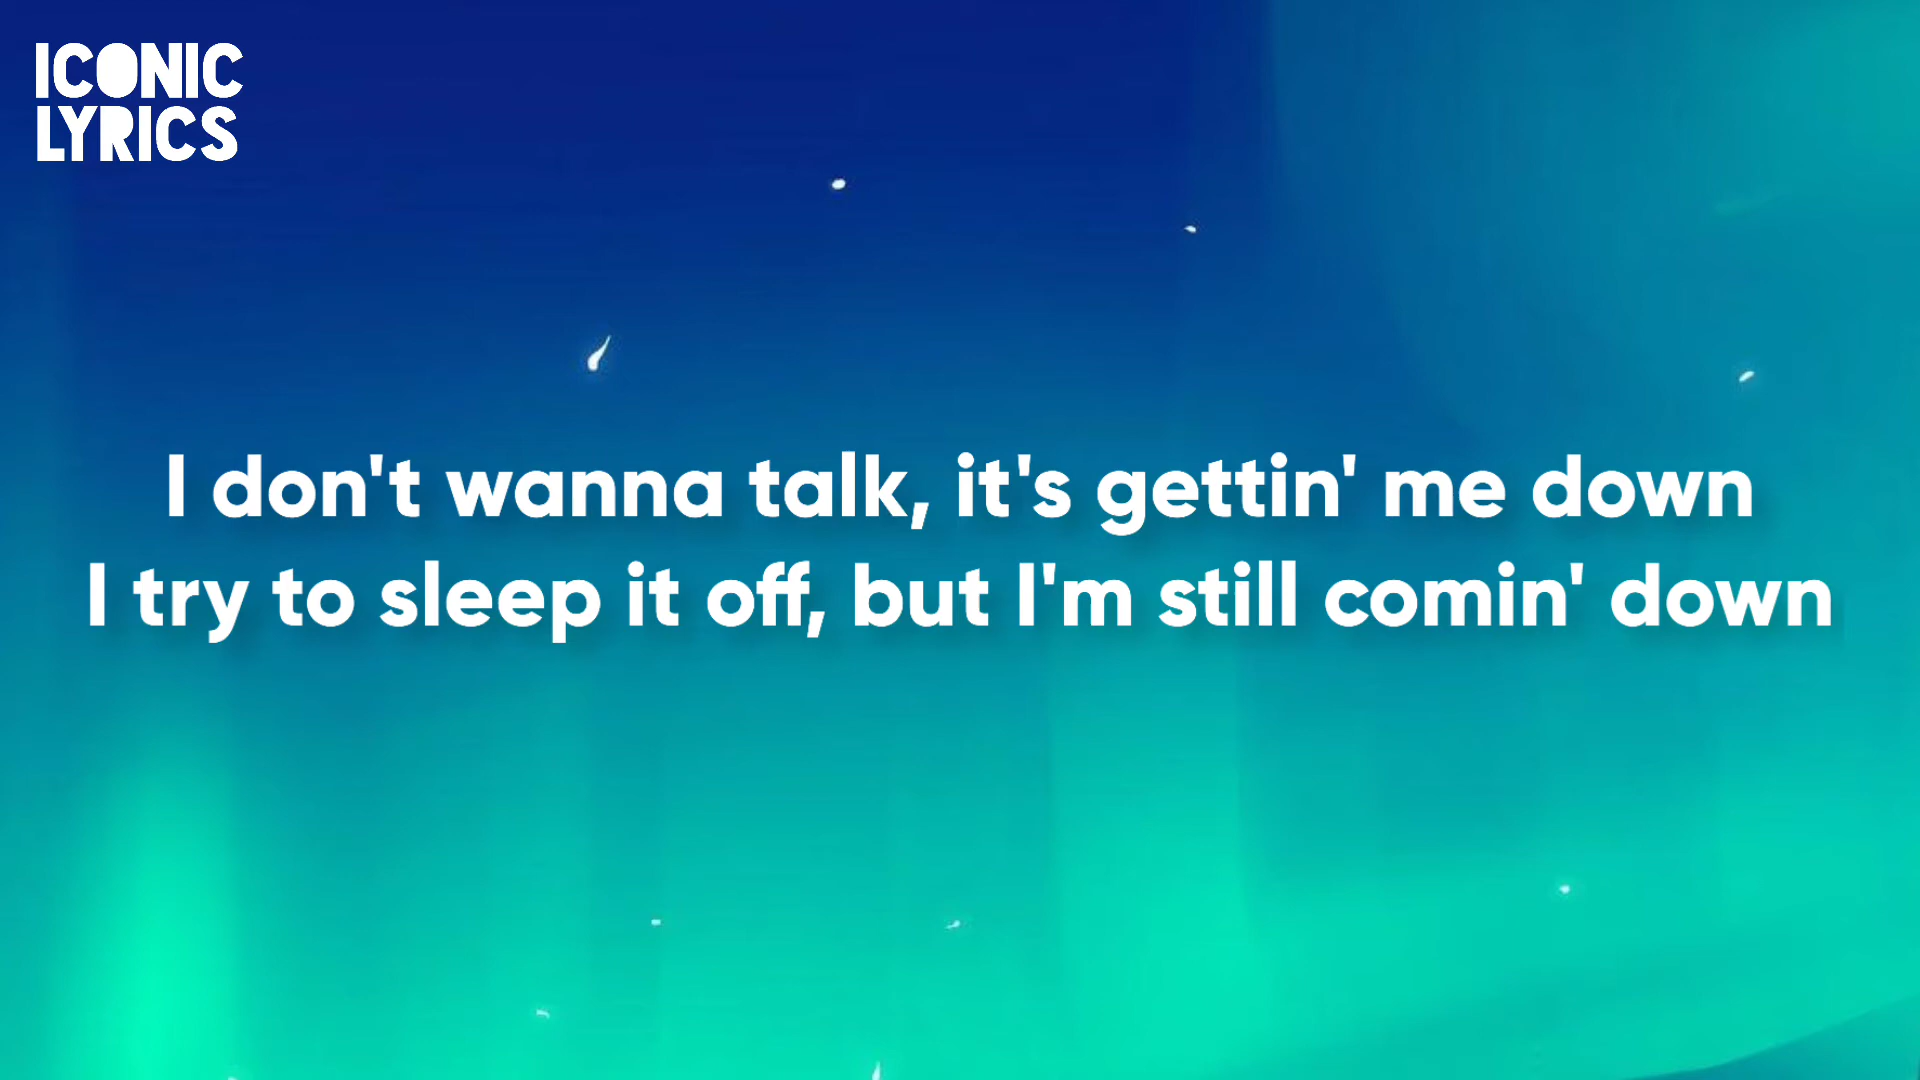 ICONIC
LYRICS
I don't wanna talk, it's gettin' me down
I try to sleep it off, but I'm still comin' down